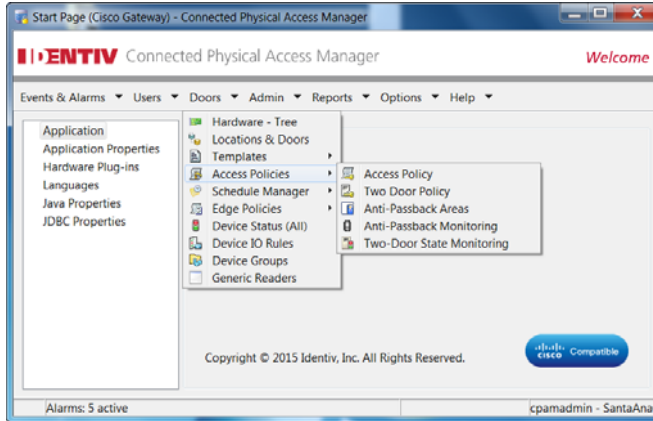 Start Page (Cisco Gateway) - Connected Physical Access Manager
IDENTIV Connected Physical Access Manager
Welcome
Events & Alarms Users Doors Admin Reports Options Help
Application
Application Properties
Hardware Plug-ins
Languages
Java Properties
JDBC Properties
Hardware - Tree
Locations & Doors
Templates
Access Policies
Schedule Manager
Edge Policies
Device Status (All)
Device IO Rules
Device Groups
Generic Readers
Access Policy
Two Door Policy
Anti-Passback Areas
Anti-Passback Monitoring
Two-Door State Monitoring
Copyright © 2015 Identiv, Inc. All Rights Reserved.
cisco Compatible
Alarms: 5 active
cpamadmin - SantaAna